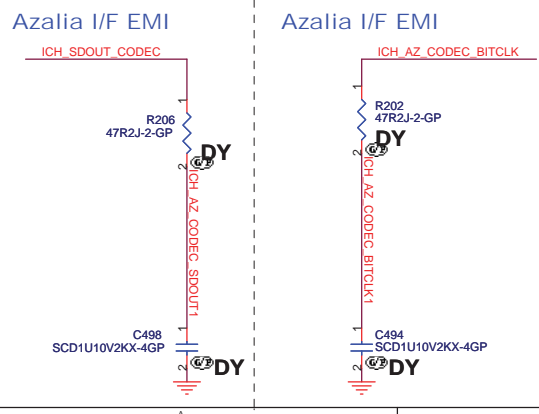 Azalia I/F EMI
ICH_SDOUT_CODEC
1
R206
47R2J-2-GP
DY
2
ICH_AZ_CODEC_SDOUT1
1
C498
SCD1U10V2KX-4GP
2
DY
Azalia I/F EMI
ICH_AZ_CODEC_BITCLK
1
R202
47R2J-2-GP
DY
2
ICH_AZ_CODEC_BITCLK1
1
C494
SCD1U10V2KX-4GP
2
DY